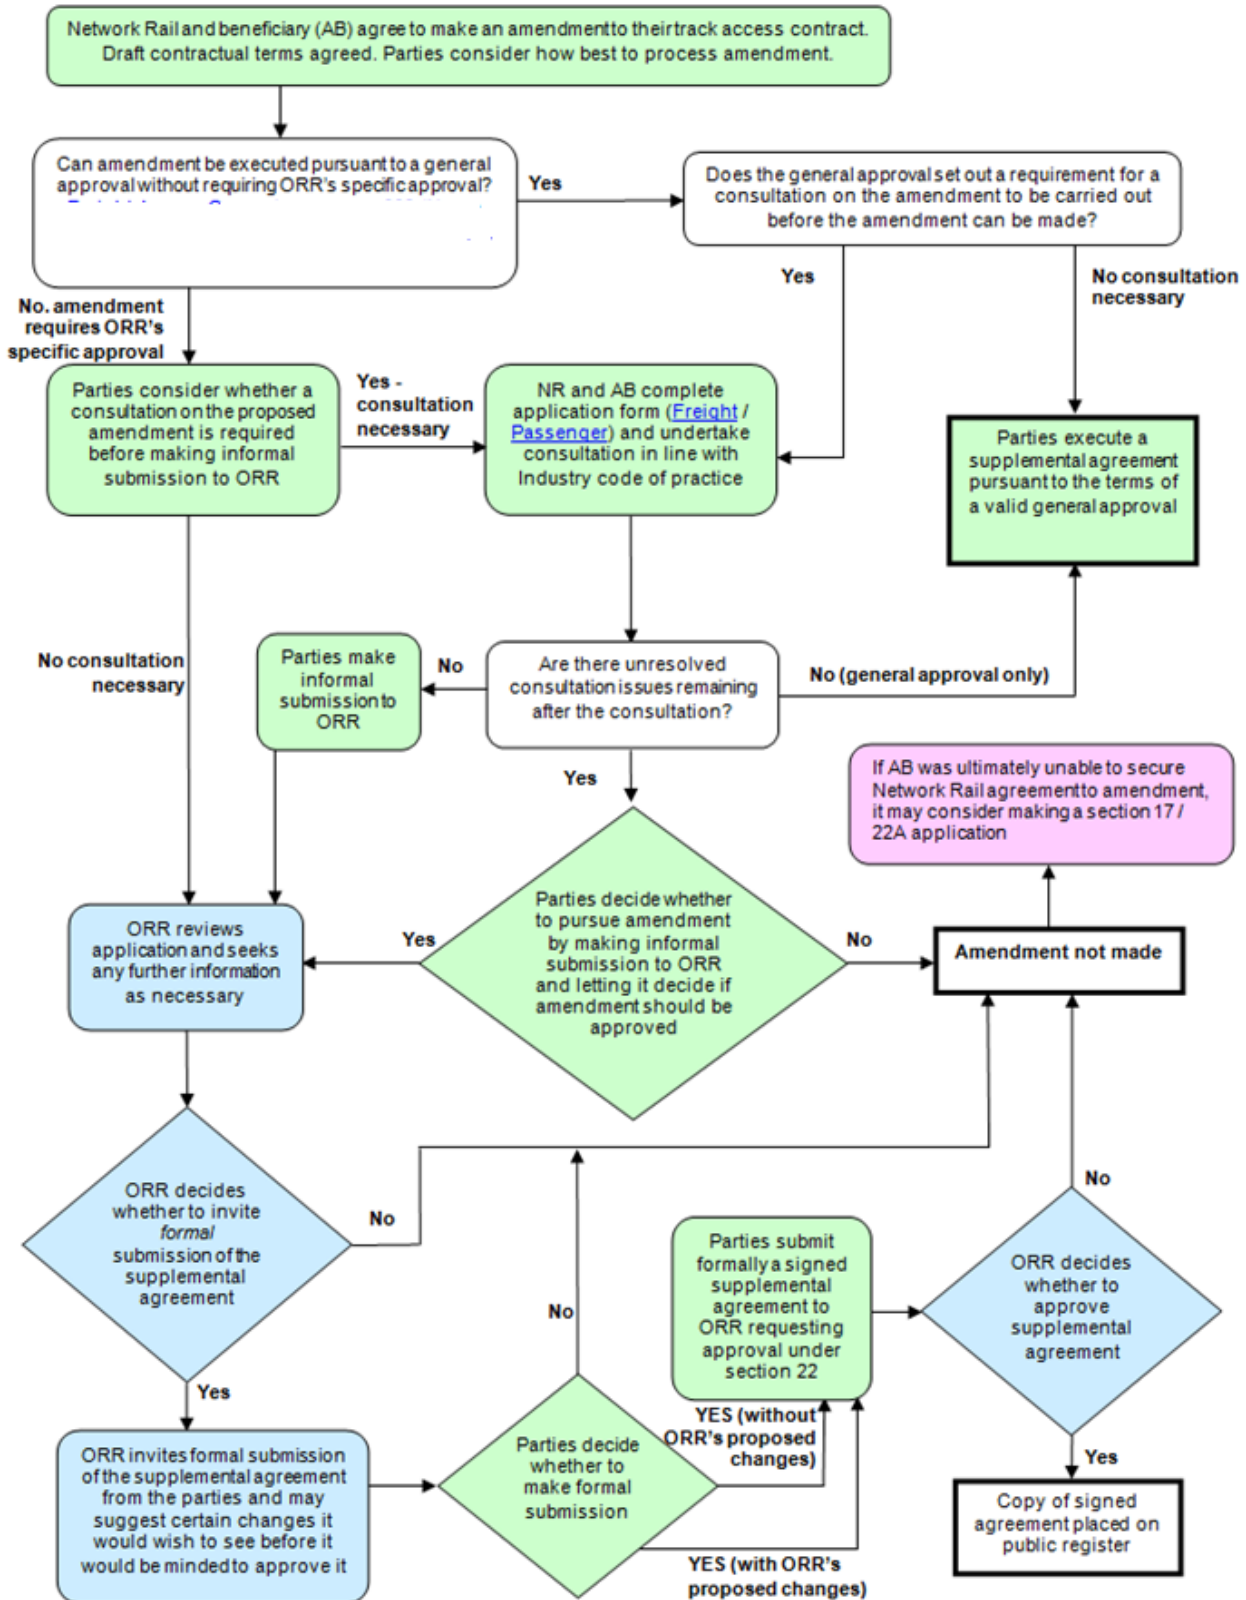 Network Rail and beneficiary (AB) agree to make an amendment to their track access contract.
Draft contractual terms agreed. Parties consider how best to process amendment.
Can amendment be executed pursuant to a general
approval without requiring ORR's specific approval?
Yes
Does the general approval set out a requirement for a
consultation on the amendment to be carried out
before the amendment can be made?
Yes
No consultation
necessary
No. amendment
requires ORR's
specific approval
Parties consider whether a
consultation on the proposed
amendment is required
before making informal
submission to ORR
Yes -
consultation
necessary
NR and AB complete
application form (Freight /
Passenger) and undertake
consultation in line with
Industry code of practice
Parties execute a
supplemental agreement
pursuant to the terms of
a valid general approval
No consultation
necessary
Parties make
informal
submission to
ORR
No
Are there unresolved
consultation issues remaining
after the consultation?
No (general approval only)
Yes
If AB was ultimately unable to secure
Network Rail agreement to amendment,
it may consider making a section 17 /
22A application
ORR reviews
application and seeks
any further information
as necessary
Yes
Parties decide whether
to pursue amendment
by making informal
submission to ORR
and letting it decide if
amendment should be
approved
No
Amendment not made
ORR decides
whether to invite
formal
submission of the
supplemental
agreement
No
No
Parties submit
formally a signed
supplemental
agreement to
ORR requesting
approval under
section 22
No
ORR decides
whether to
approve
supplemental
agreement
Yes
ORR invites formal submission
of the supplemental agreement
from the parties and may
suggest certain changes it
would wish to see before it
would be minded to approve it
Parties decide
whether to
make formal
submission
YES (without
ORR's proposed
changes)
YES (with ORR's
proposed changes)
Yes
Copy of signed
agreement placed on
public register